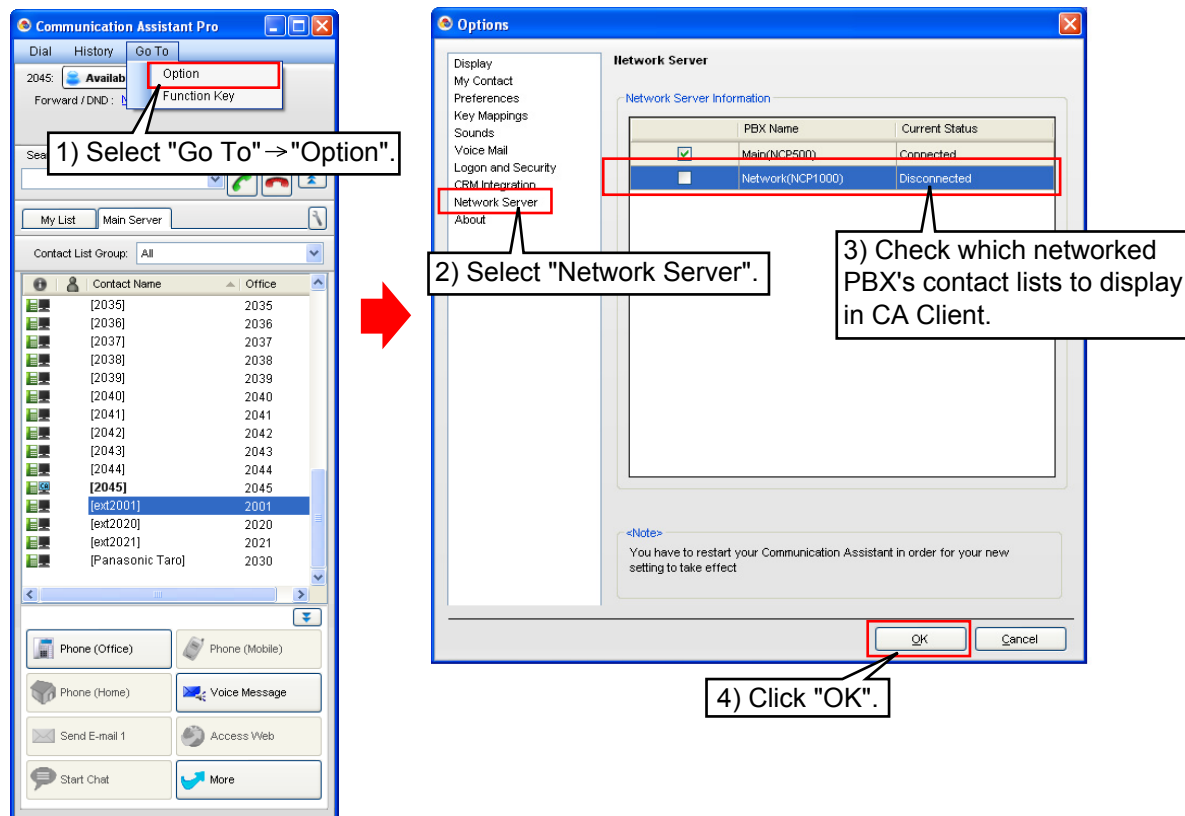 Communication Assistant Pro
Dial History Go To
Option
Function Key
2045: Availab
Forward / DND : N
1) Select "Go To"→"Option".
Sea
My List Main Server
Contact List Group: All
Contact Name Office
[2035] 2035
[2036] 2036
[2037] 2037
[2038] 2038
[2039] 2039
[2040] 2040
[2041] 2041
[2042] 2042
[2043] 2043
[2044] 2044
[2045] 2045
[ext2001] 2001
[ext2020] 2020
[ext2021] 2021
[Panasonic Taro] 2030
Phone (Office) Phone (Mobile)
Phone (Home) Voice Message
Send E-mail 1 Access Web
Start Chat More
Options
Display
My Contact
Preferences
Key Mappings
Sounds
Voice Mail
Logon and Security
CRM Integration
Network Server
About
2) Select "Network Server".
Network Server
Network Server Information
PBX Name Current Status
Main(NCP500) Connected
Network(NCP1000) Disconnected
3) Check which networked
PBX's contact lists to display
in CA Client.
<Note>
You have to restart your Communication Assistant in order for your new
setting to take effect
OK Cancel
4) Click "OK".